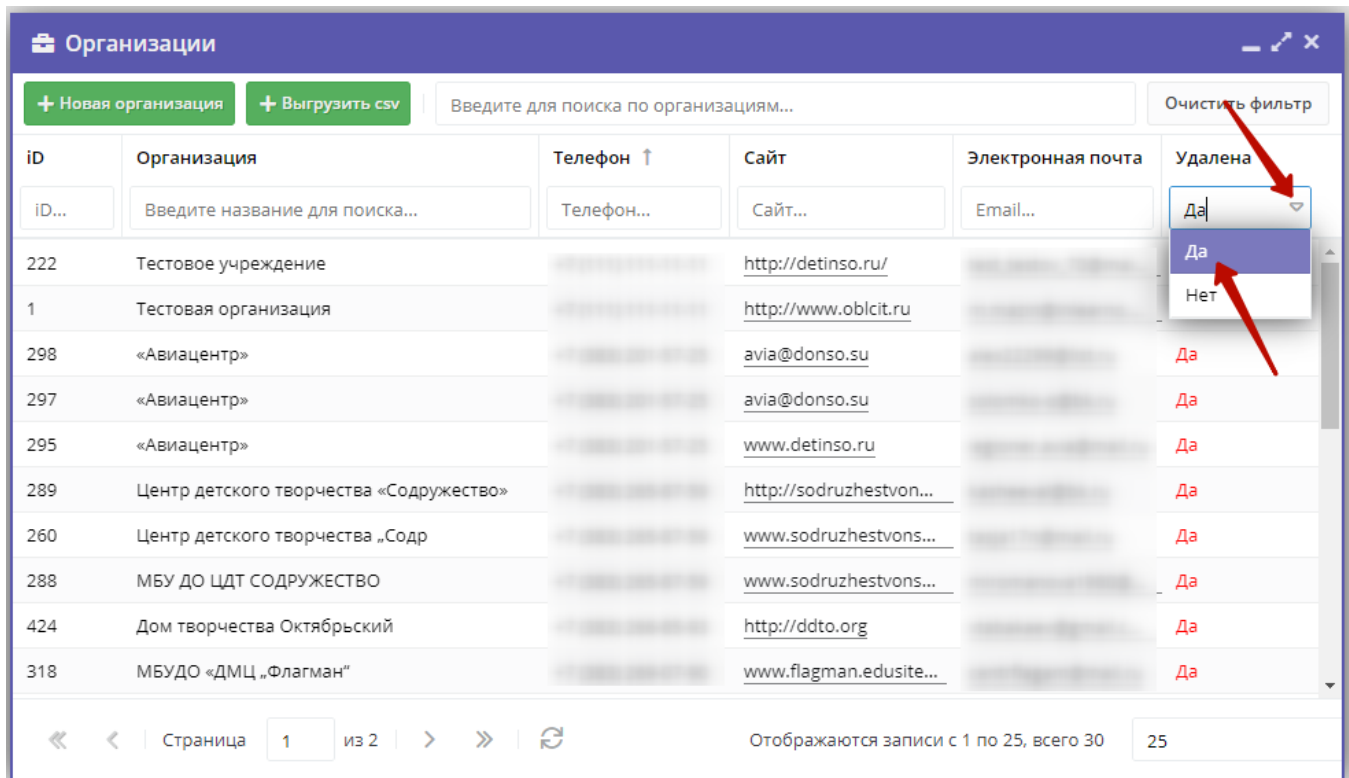 Организации
Новая организация Выгрузить csv Введите для поиска по организациям... Очистить фильтр
iD Организация Телефон Сайт Электронная почта Удалена
iD... Введите название для поиска... Телефон... Сайт... Email... Да
Да
Нет
222 Тестовое учреждение http://detinso.ru/
1 Тестовая организация http://www.oblcit.ru
298 «Авиацентр» avia@donso.su Да
297 «Авиацентр» avia@donso.su Да
295 «Авиацентр» www.detinso.ru Да
289 Центр детского творчества «Содружество» http://sodruzhestvon... Да
260 Центр детского творчества „Содр www.sodruzhestvons... Да
288 МБУ ДО ЦДТ СОДРУЖЕСТВО www.sodruzhestvons... Да
424 Дом творчества Октябрьский http://ddto.org Да
318 МБУДО «ДМЦ „Флагман“ www.flagman.edusite... Да
Страница 1 из 2 Отображаются записи с 1 по 25, всего 30 25